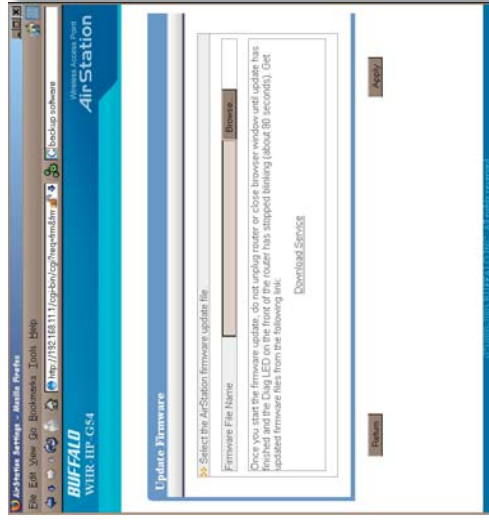 AirStation Settings - Mozilla Firefox
File Edit View Go Bookmarks Tools Help
http://192.168.11.1/cgi-bin/cgi?req=frm&frm
backup software
BUFFALO
WHR-HP-G54
Wireless Access Point
AirStation
Update Firmware
>> Select the AirStation firmware update file
Firmware File Name
Browse...
Once you start the firmware update, do not unplug router or close browser window until update has
finished and the Diag LED on the front of the router has stopped blinking (about 80 seconds). Get
updated firmware files from the following link:
Download Service
Return
Apply